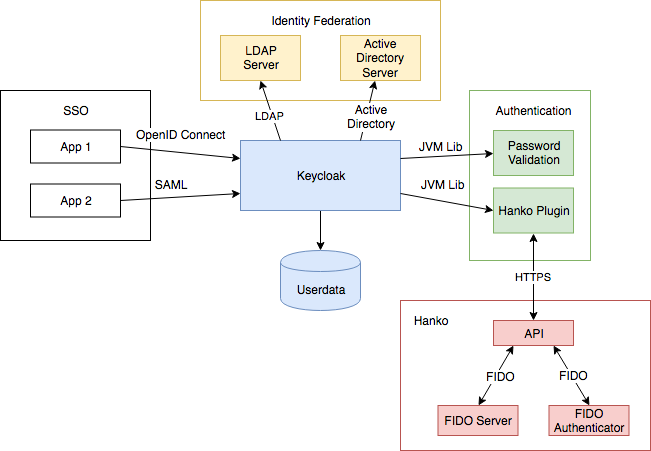 Identity Federation
LDAP
Server
Active
Directory
Server
SSO
App 1
App 2
OpenID Connect
SAML
LDAP
Active
Directory
Keycloak
Userdata
JVM Lib
JVM Lib
Authentication
Password
Validation
Hanko Plugin
HTTPS
Hanko
API
FIDO
FIDO
FIDO Server
FIDO
Authenticator